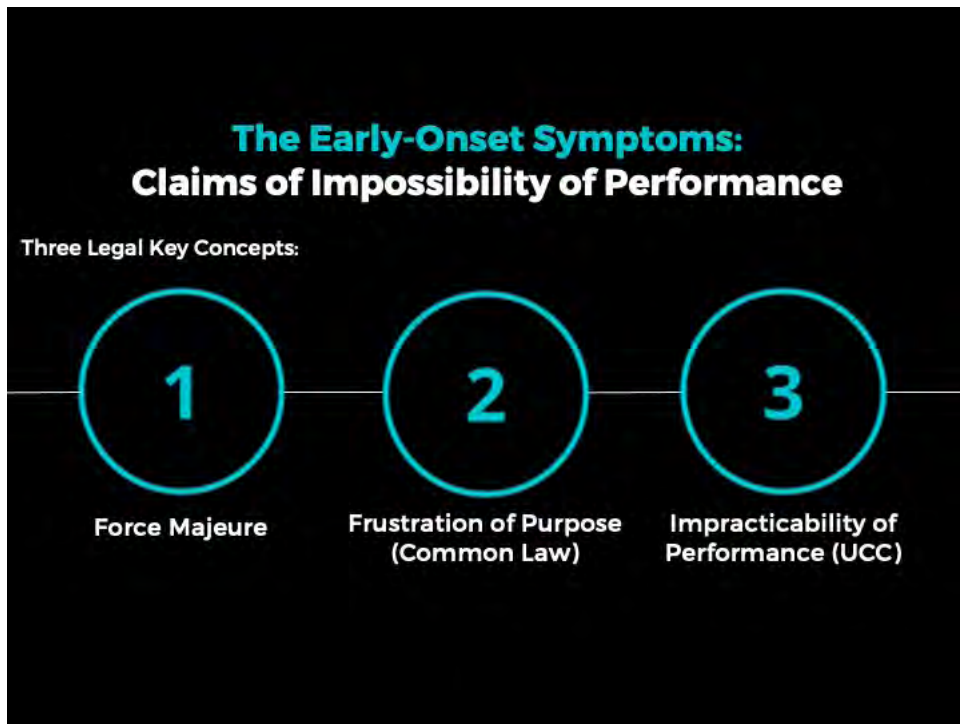 The Early-Onset Symptoms:
Claims of Impossibility of Performance
Three Legal Key Concepts:
1
2
3
Force Majeure
Frustration of Purpose
(Common Law)
Impracticability of
Performance (UCC)